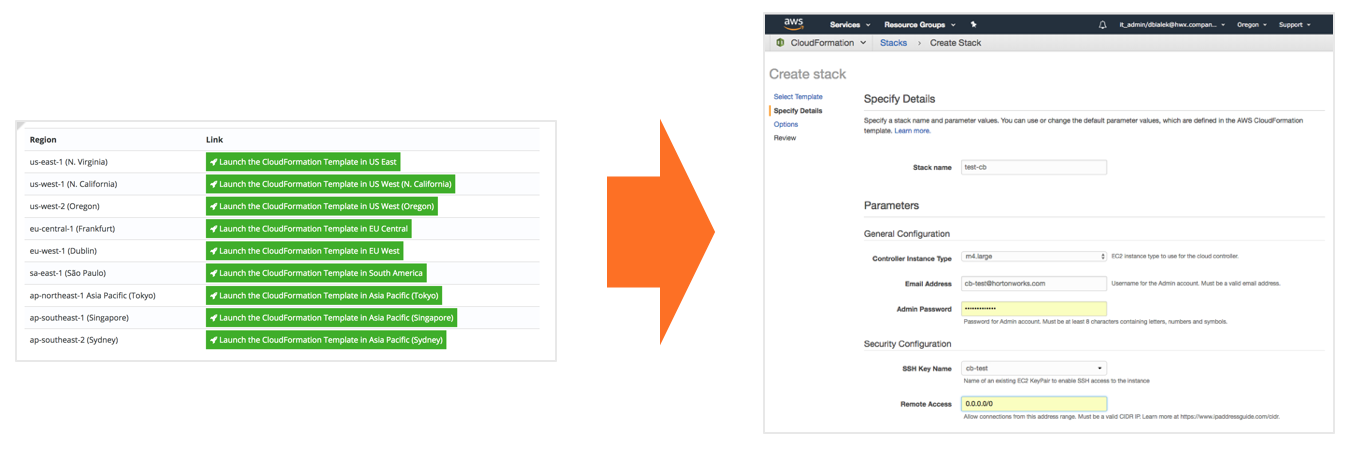 Region Link
us-east-1 (N. Virginia) Launch the CloudFormation Template in US East
us-west-1 (N. California) Launch the CloudFormation Template in US West (N. California)
us-west-2 (Oregon) Launch the CloudFormation Template in US West (Oregon)
eu-central-1 (Frankfurt) Launch the CloudFormation Template in EU Central
eu-west-1 (Dublin) Launch the CloudFormation Template in EU West
sa-east-1 (São Paulo) Launch the CloudFormation Template in South America
ap-northeast-1 Asia Pacific (Tokyo) Launch the CloudFormation Template in Asia Pacific (Tokyo)
ap-southeast-1 (Singapore) Launch the CloudFormation Template in Asia Pacific (Singapore)
ap-southeast-2 (Sydney) Launch the CloudFormation Template in Asia Pacific (Sydney)
aws Services Resource Groups it_admin/dbialek@hwx.compan... Oregon Support
CloudFormation Stacks › Create Stack
Create stack
Select Template
Specify Details
Options
Review
Specify Details
Specify a stack name and parameter values. You can use or change the default parameter values, which are defined in the AWS CloudFormation
template. Learn more.
Stack name test-cb
Parameters
General Configuration
Controller Instance Type m4.large EC2 instance type to use for the cloud controller.
Email Address cb-test@hortonworks.com Username for the Admin account. Must be a valid email address.
Admin Password •••••••••••••
Password for Admin account. Must be at least 8 characters containing letters, numbers and symbols.
Security Configuration
SSH Key Name cb-test
Name of an existing EC2 KeyPair to enable SSH access to the instance
Remote Access 0.0.0.0/0
Allow connections from this address range. Must be a valid CIDR IP. Learn more at https://www.ipaddressguide.com/cidr.